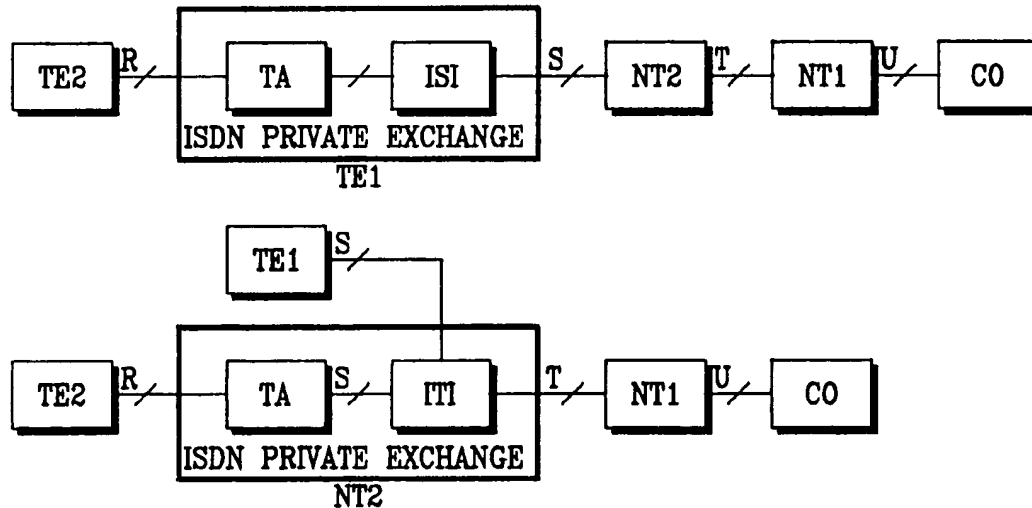 TE2 R TA ISI S NT2 T NT1 U CO
ISDN PRIVATE EXCHANGE
TE1
TE1 S
TE2 R TA S ITI T NT1 U CO
ISDN PRIVATE EXCHANGE
NT2